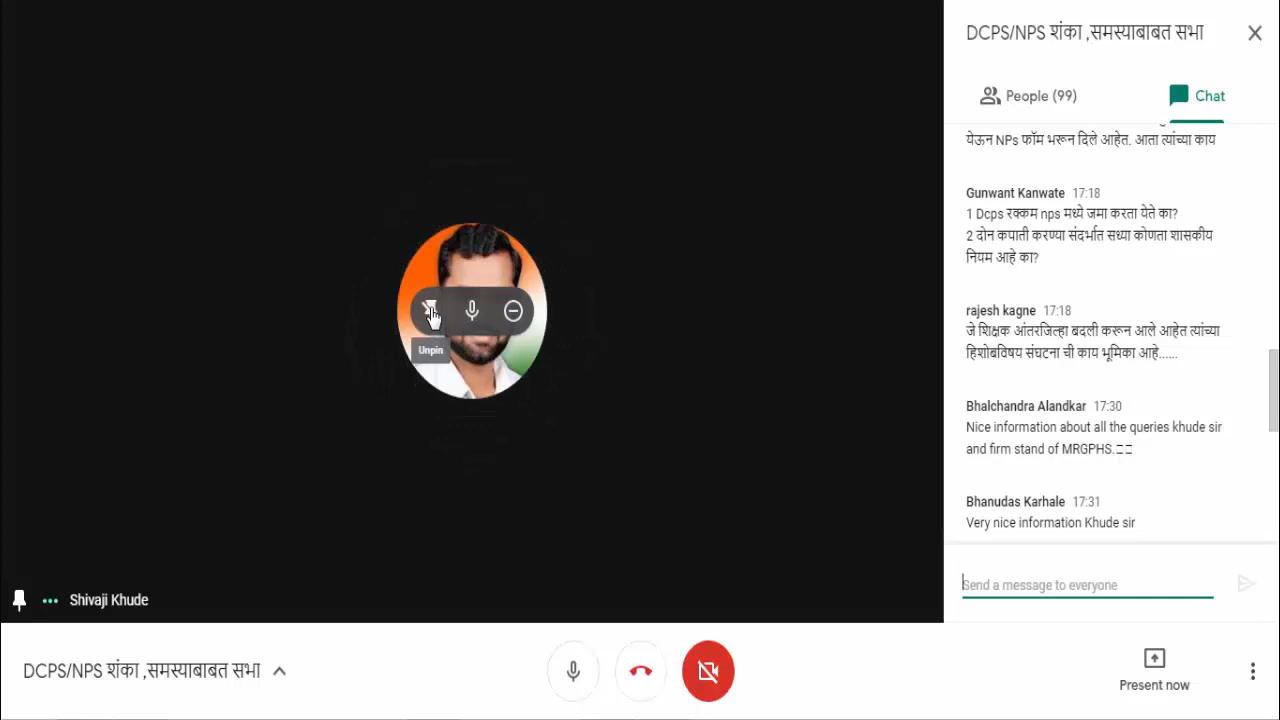 DCPS/NPS शंका ,समस्याबाबत सभा
People (99)
Chat
येऊन NPs फॉम भरून दिले आहेत. आता त्यांच्या काय
Gunwant Kanwate 17:18
1 Dcps रक्कम nps मध्ये जमा करता येते का?
2 दोन कपाती करण्या संदर्भात सध्या कोणता शासकीय
नियम आहे का?
rajesh kagne 17:18
जे शिक्षक आंतरजिल्हा बदली करून आले आहेत त्यांच्या
हिशोबविषय संघटना ची काय भूमिका आहे......
Bhalchandra Alandkar 17:30
Nice information about all the queries khude sir
and firm stand of MRGPHS.
Bhanudas Karhale 17:31
Very nice information Khude sir
Send a message to everyone
Unpin
Shivaji Khude
DCPS/NPS शंका ,समस्याबाबत सभा
Present now